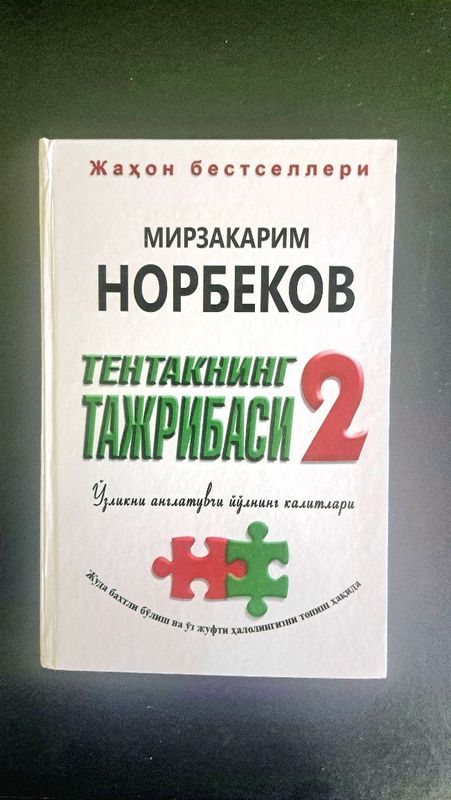 Жаҳон бестселлери
МИРЗАКАРИМ
НОРБЕКОВ
ТЕНТАКНИНГ
ТАЖРИБАСИ 2
Ўзликни англатувчи йўлнинг калитлари
Жуда бахтли бўлиш ва ўз жуфти ҳалолингизни топиш ҳақида